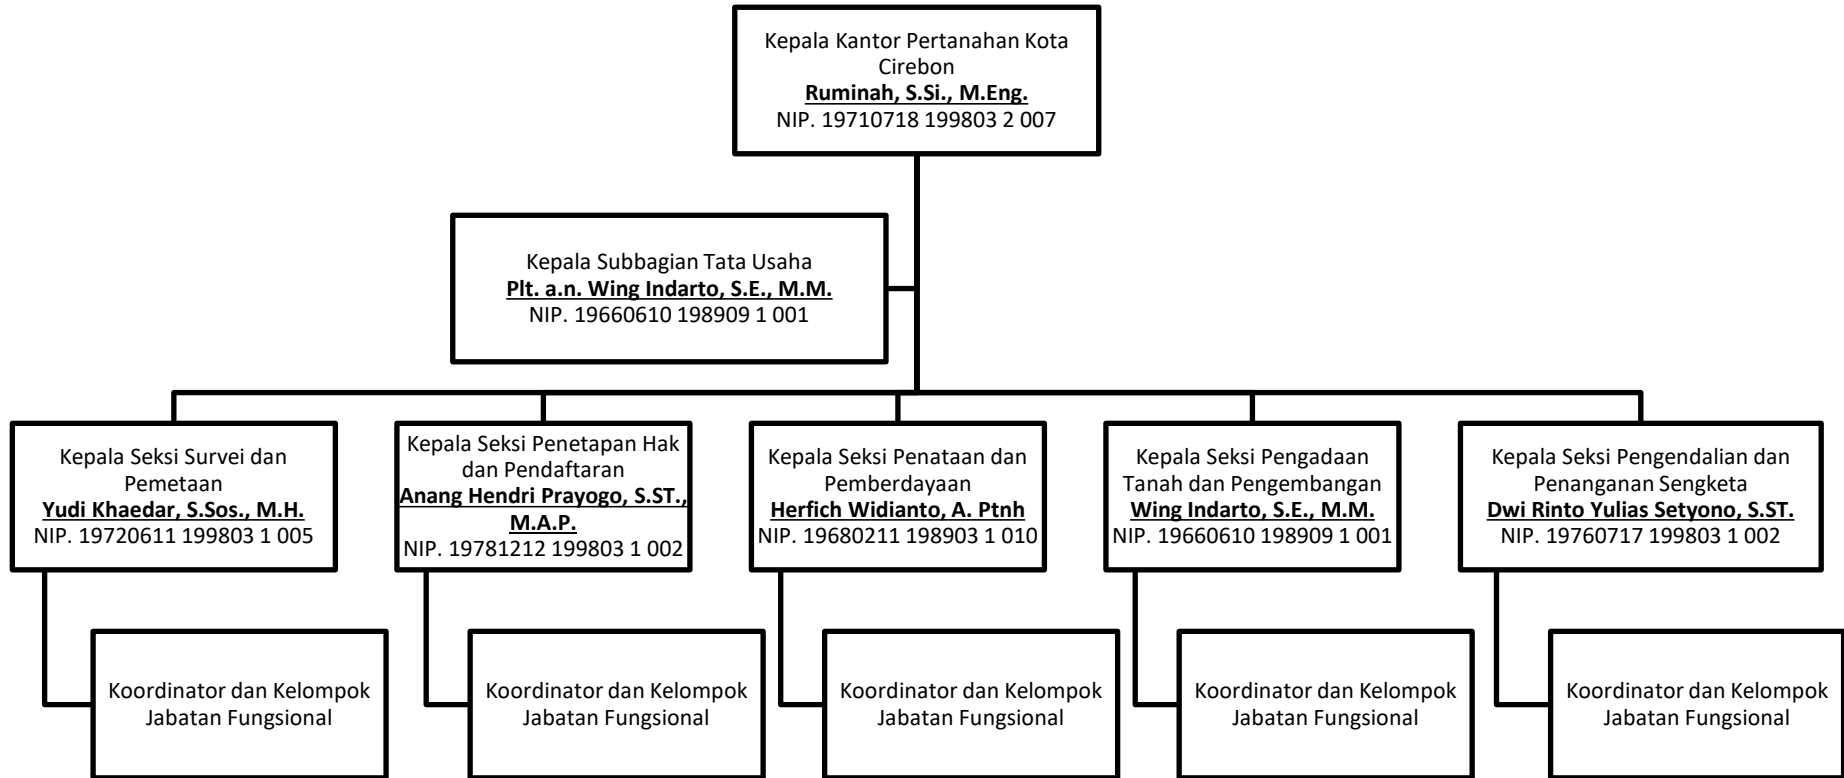 Kepala Kantor Pertanahan Kota
Cirebon
Ruminah, S.Si., M.Eng.
NIP. 19710718 199803 2 007
Kepala Subbagian Tata Usaha
Plt. a.n. Wing Indarto, S.E., M.M.
NIP. 19660610 198909 1 001
Kepala Seksi Survei dan
Pemetaan
Yudi Khaedar, S.Sos., M.H.
NIP. 19720611 199803 1 005
Kepala Seksi Penetapan Hak
dan Pendaftaran
Anang Hendri Prayogo, S.ST.,
M.A.P.
NIP. 19781212 199803 1 002
Kepala Seksi Penataan dan
Pemberdayaan
Herfich Widianto, A. Ptnh
NIP. 19680211 198903 1 010
Kepala Seksi Pengadaan
Tanah dan Pengembangan
Wing Indarto, S.E., M.M.
NIP. 19660610 198909 1 001
Kepala Seksi Pengendalian dan
Penanganan Sengketa
Dwi Rinto Yulias Setyono, S.ST.
NIP. 19760717 199803 1 002
Koordinator dan Kelompok
Jabatan Fungsional
Koordinator dan Kelompok
Jabatan Fungsional
Koordinator dan Kelompok
Jabatan Fungsional
Koordinator dan Kelompok
Jabatan Fungsional
Koordinator dan Kelompok
Jabatan Fungsional